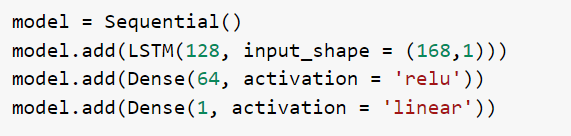 model = Sequential()
model.add(LSTM(128, input_shape = (168,1)))
model.add(Dense(64, activation = 'relu'))
model.add(Dense(1, activation = 'linear'))